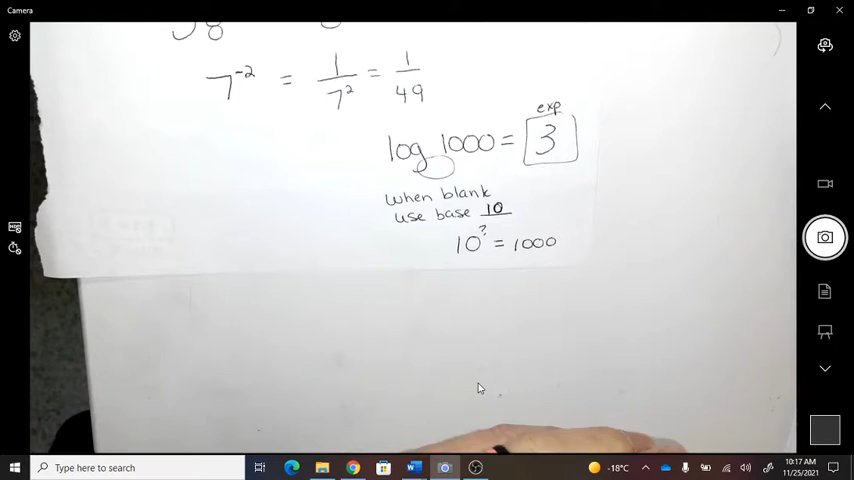 Camera
7⁻² = 1/7² = 1/49
exp
log 1000 = 3
when blank
use base 10
10^? = 1000
Type here to search
-18°C
10:17 AM
11/25/2021